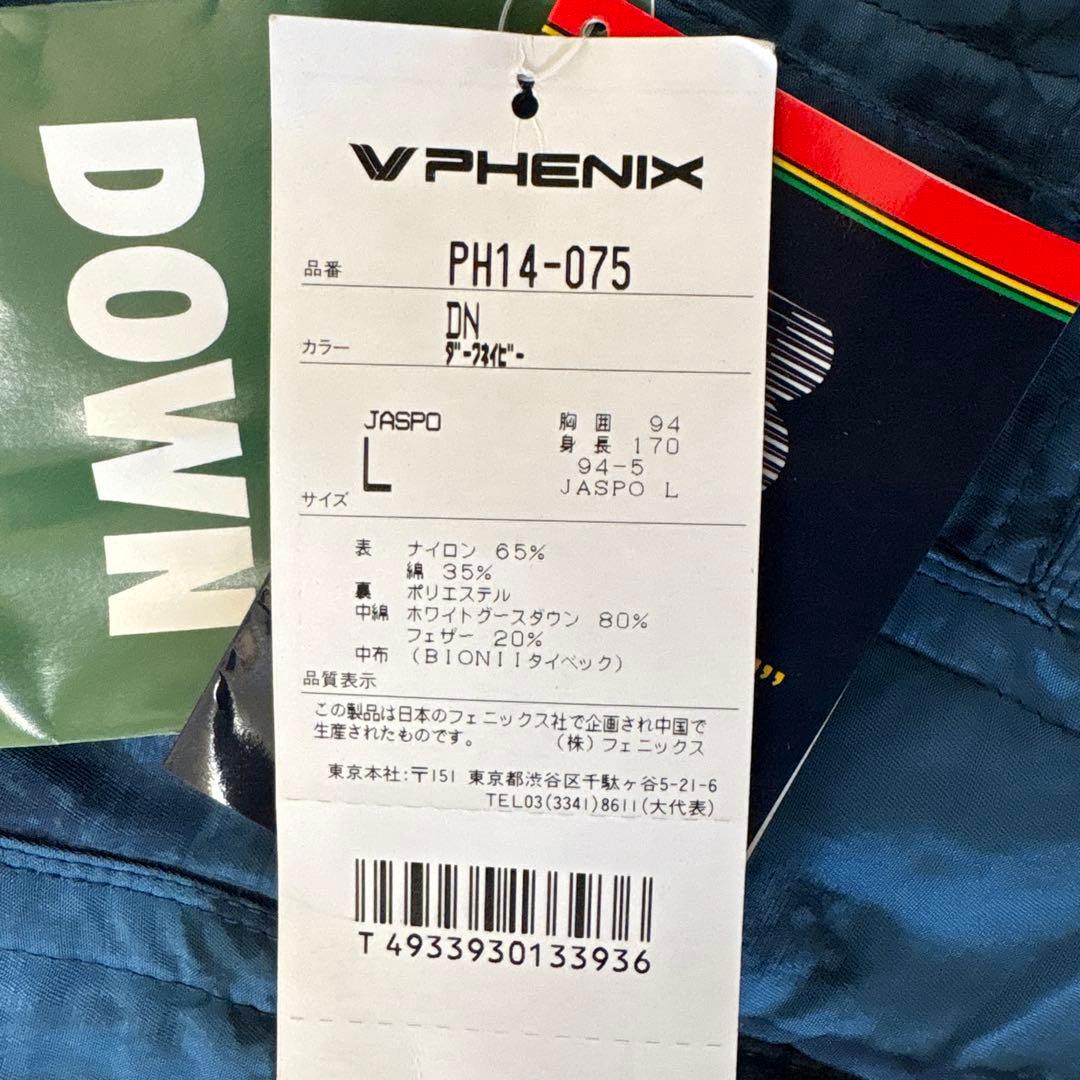 DOWN
PHENIX
品番 PH14-075
DN
カラー ダークネイビー
JASPO 胸囲 94
身長 170
L 94-5
サイズ JASPO L
表 ナイロン 65%
綿 35%
裏 ポリエステル
中綿 ホワイトグースダウン 80%
フェザー 20%
中布 (BIONIIタイベック)
品質表示
この製品は日本のフェニックス社で企画され中国で
生産されたものです。 (株)フェニックス
東京本社:〒151 東京都渋谷区千駄ヶ谷5-21-6
TEL03(3341)8611(大代表)
T4933930133936